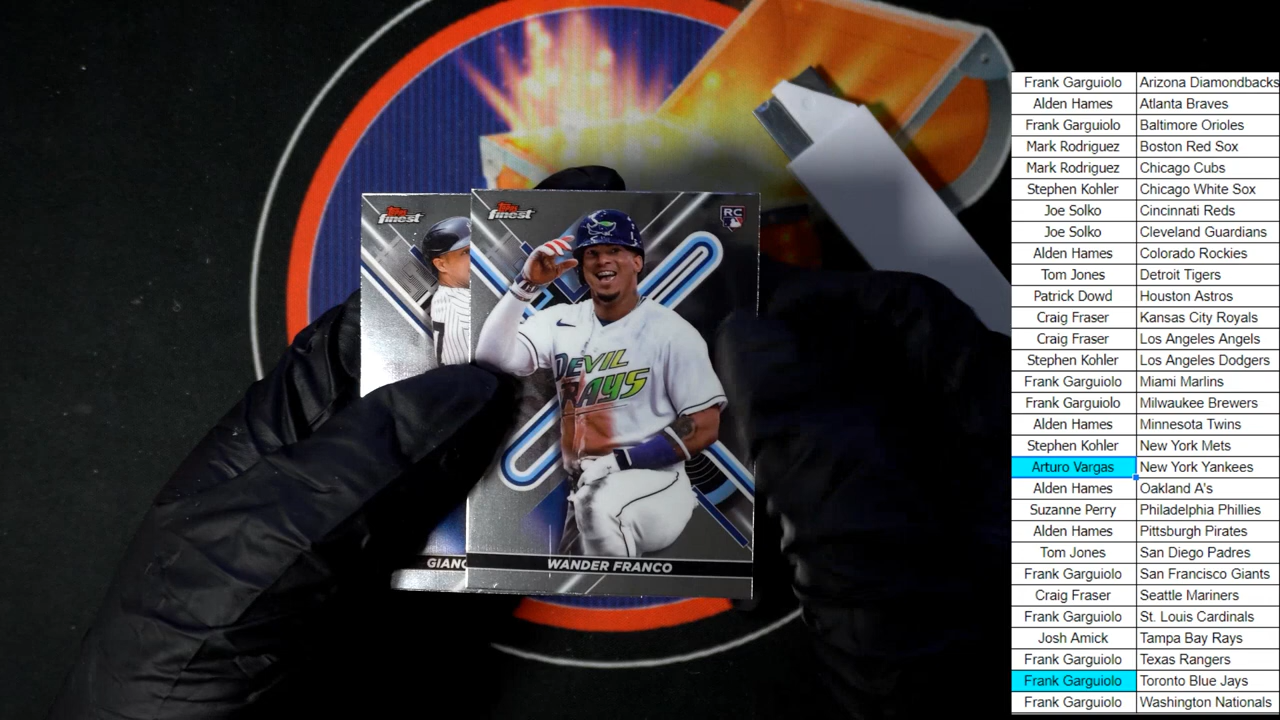 Topps
finest
Topps
finest
RC
DEVIL
RAYS
7
GIANC
WANDER FRANCO
Frank Garguiolo Arizona Diamondbacks
Alden Hames Atlanta Braves
Frank Garguiolo Baltimore Orioles
Mark Rodriguez Boston Red Sox
Mark Rodriguez Chicago Cubs
Stephen Kohler Chicago White Sox
Joe Solko Cincinnati Reds
Joe Solko Cleveland Guardians
Alden Hames Colorado Rockies
Tom Jones Detroit Tigers
Patrick Dowd Houston Astros
Craig Fraser Kansas City Royals
Craig Fraser Los Angeles Angels
Stephen Kohler Los Angeles Dodgers
Frank Garguiolo Miami Marlins
Frank Garguiolo Milwaukee Brewers
Alden Hames Minnesota Twins
Stephen Kohler New York Mets
Arturo Vargas New York Yankees
Alden Hames Oakland A's
Suzanne Perry Philadelphia Phillies
Alden Hames Pittsburgh Pirates
Tom Jones San Diego Padres
Frank Garguiolo San Francisco Giants
Craig Fraser Seattle Mariners
Frank Garguiolo St. Louis Cardinals
Josh Amick Tampa Bay Rays
Frank Garguiolo Texas Rangers
Frank Garguiolo Toronto Blue Jays
Frank Garguiolo Washington Nationals